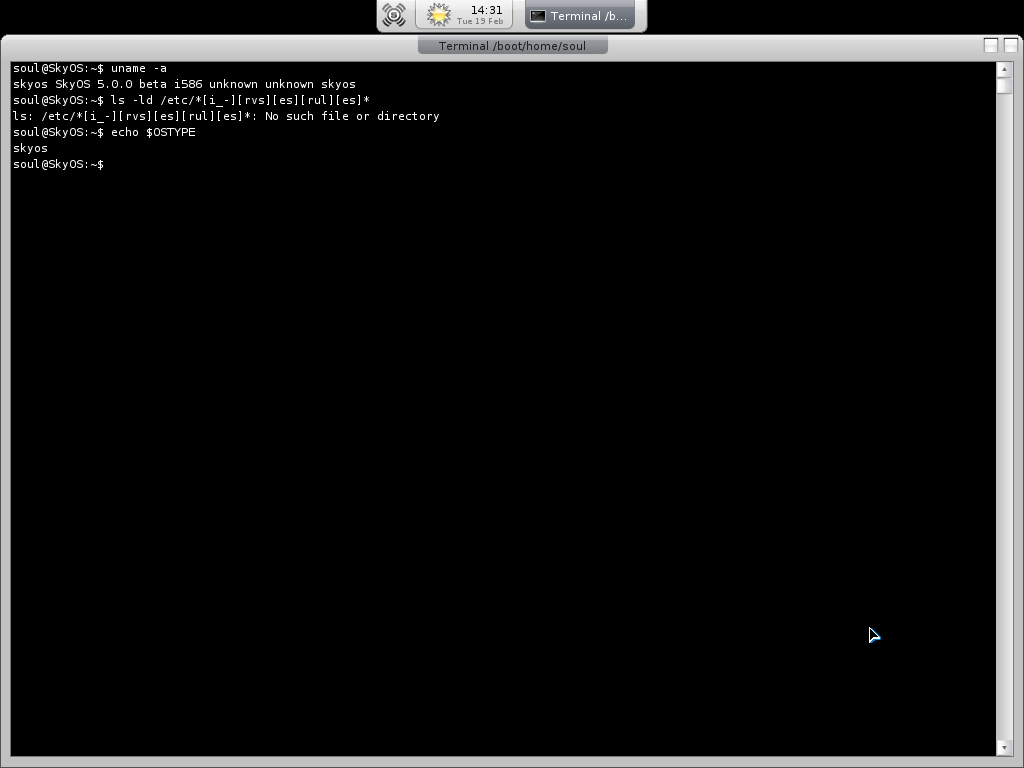 14:31
Tue 19 Feb
Terminal /b...
Terminal /boot/home/soul
soul@SkyOS:~$ uname -a
skyos SkyOS 5.0.0 beta i586 unknown unknown skyos
soul@SkyOS:~$ ls -ld /etc/*[i_-][rvs][es][rul][es]*
ls: /etc/*[i_-][rvs][es][rul][es]*: No such file or directory
soul@SkyOS:~$ echo $OSTYPE
skyos
soul@SkyOS:~$